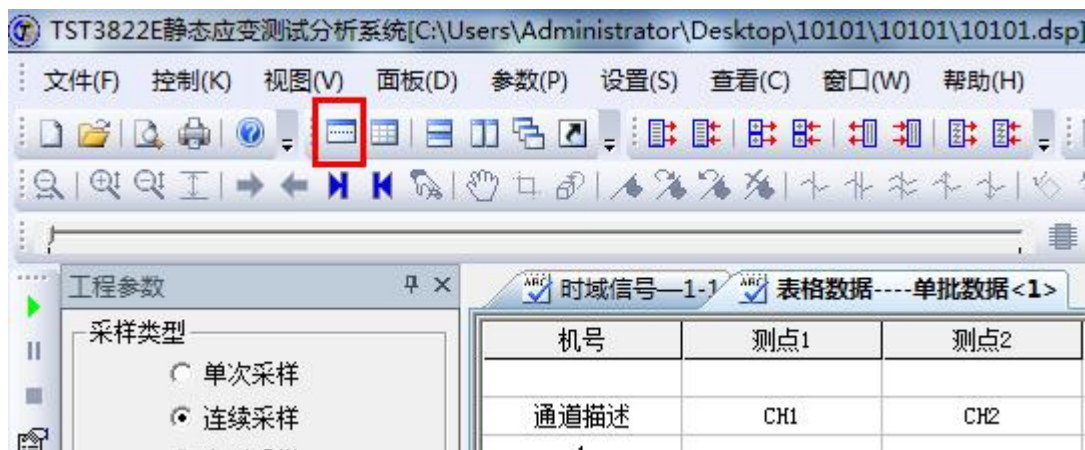 TST3822E静态应变测试分析系统[C:\Users\Administrator\Desktop\10101\10101\10101.dsp]
文件(F) 控制(K) 视图(V) 面板(D) 参数(P) 设置(S) 查看(C) 窗口(W) 帮助(H)
工程参数
时域信号—1-1 表格数据----单批数据<1>
采样类型
机号 测点1 测点2
单次采样
连续采样
通道描述 CH1 CH2